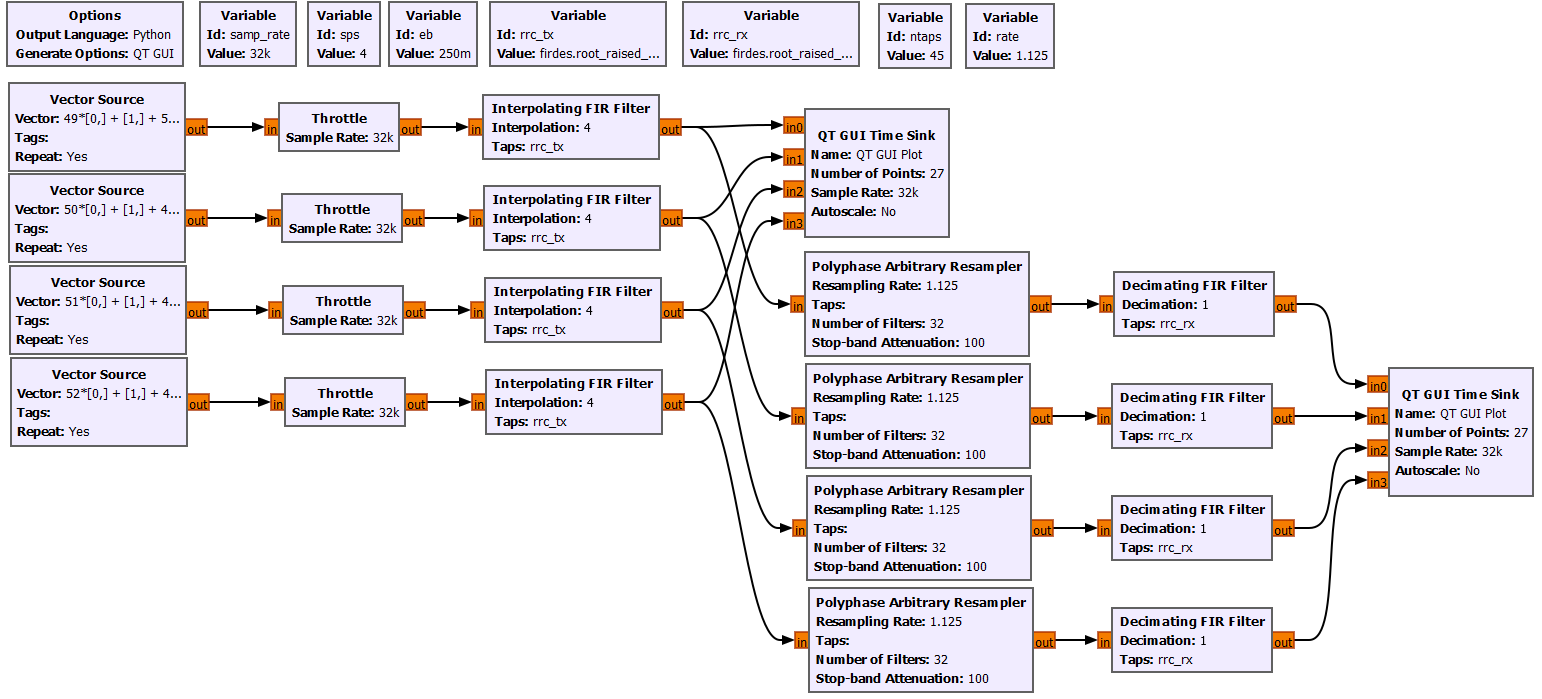 Options
Output Language: Python
Generate Options: QT GUI
Variable
Id: samp_rate
Value: 32k
Variable
Id: sps
Value: 4
Variable
Id: eb
Value: 250m
Variable
Id: rrc_tx
Value: firdes.root_raised_...
Variable
Id: rrc_rx
Value: firdes.root_raised_...
Variable
Id: ntaps
Value: 45
Variable
Id: rate
Value: 1.125
Vector Source
Vector: 49*[0,] + [1,] + 5...
Tags:
Repeat: Yes
out
in
Throttle
Sample Rate: 32k
out
in
Interpolating FIR Filter
Interpolation: 4
Taps: rrc_tx
out
Vector Source
Vector: 50*[0,] + [1,] + 4...
Tags:
Repeat: Yes
out
in
Throttle
Sample Rate: 32k
out
in
Interpolating FIR Filter
Interpolation: 4
Taps: rrc_tx
out
Vector Source
Vector: 51*[0,] + [1,] + 4...
Tags:
Repeat: Yes
out
in
Throttle
Sample Rate: 32k
out
in
Interpolating FIR Filter
Interpolation: 4
Taps: rrc_tx
out
Vector Source
Vector: 52*[0,] + [1,] + 4...
Tags:
Repeat: Yes
out
in
Throttle
Sample Rate: 32k
out
in
Interpolating FIR Filter
Interpolation: 4
Taps: rrc_tx
out
in0
in1
in2
in3
QT GUI Time Sink
Name: QT GUI Plot
Number of Points: 27
Sample Rate: 32k
Autoscale: No
in
Polyphase Arbitrary Resampler
Resampling Rate: 1.125
Taps:
Number of Filters: 32
Stop-band Attenuation: 100
out
in
Decimating FIR Filter
Decimation: 1
Taps: rrc_rx
out
in
Polyphase Arbitrary Resampler
Resampling Rate: 1.125
Taps:
Number of Filters: 32
Stop-band Attenuation: 100
out
in
Decimating FIR Filter
Decimation: 1
Taps: rrc_rx
out
in
Polyphase Arbitrary Resampler
Resampling Rate: 1.125
Taps:
Number of Filters: 32
Stop-band Attenuation: 100
out
in
Decimating FIR Filter
Decimation: 1
Taps: rrc_rx
out
in
Polyphase Arbitrary Resampler
Resampling Rate: 1.125
Taps:
Number of Filters: 32
Stop-band Attenuation: 100
out
in
Decimating FIR Filter
Decimation: 1
Taps: rrc_rx
out
in0
in1
in2
in3
QT GUI Time Sink
Name: QT GUI Plot
Number of Points: 27
Sample Rate: 32k
Autoscale: No